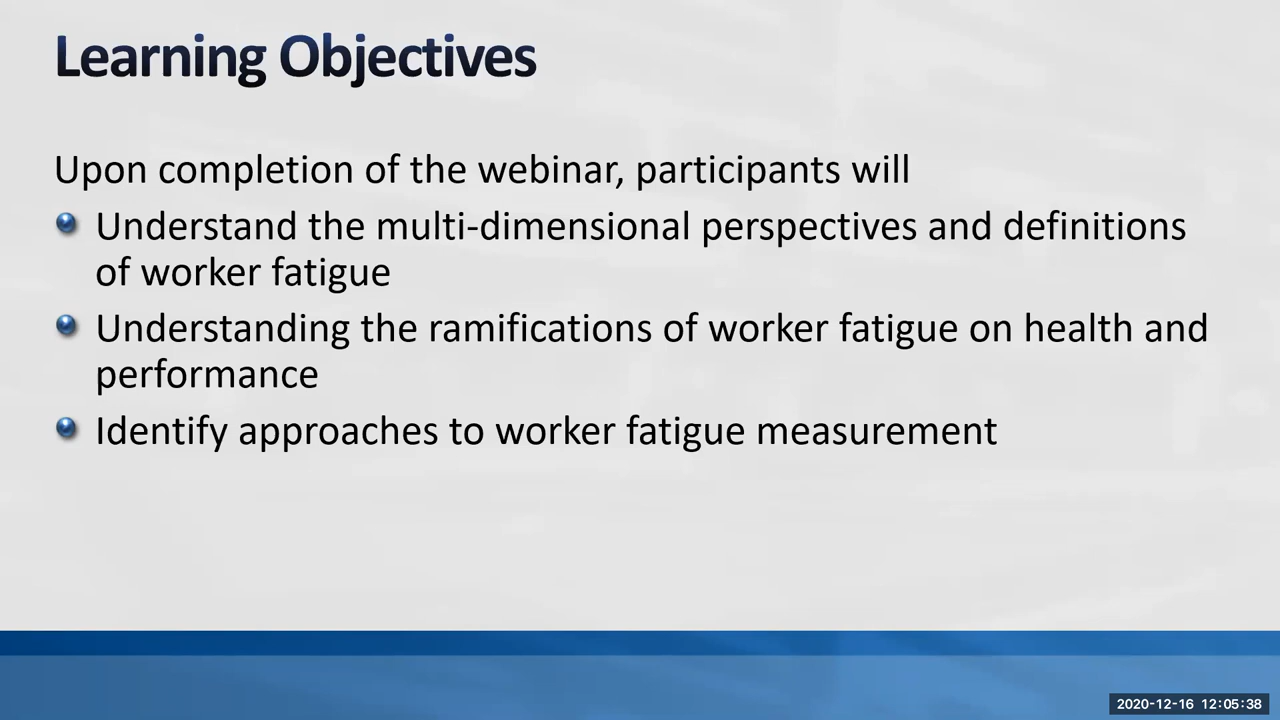 Learning Objectives
Upon completion of the webinar, participants will
Understand the multi-dimensional perspectives and definitions
of worker fatigue
Understanding the ramifications of worker fatigue on health and
performance
Identify approaches to worker fatigue measurement
2020-12-16 12:05:38